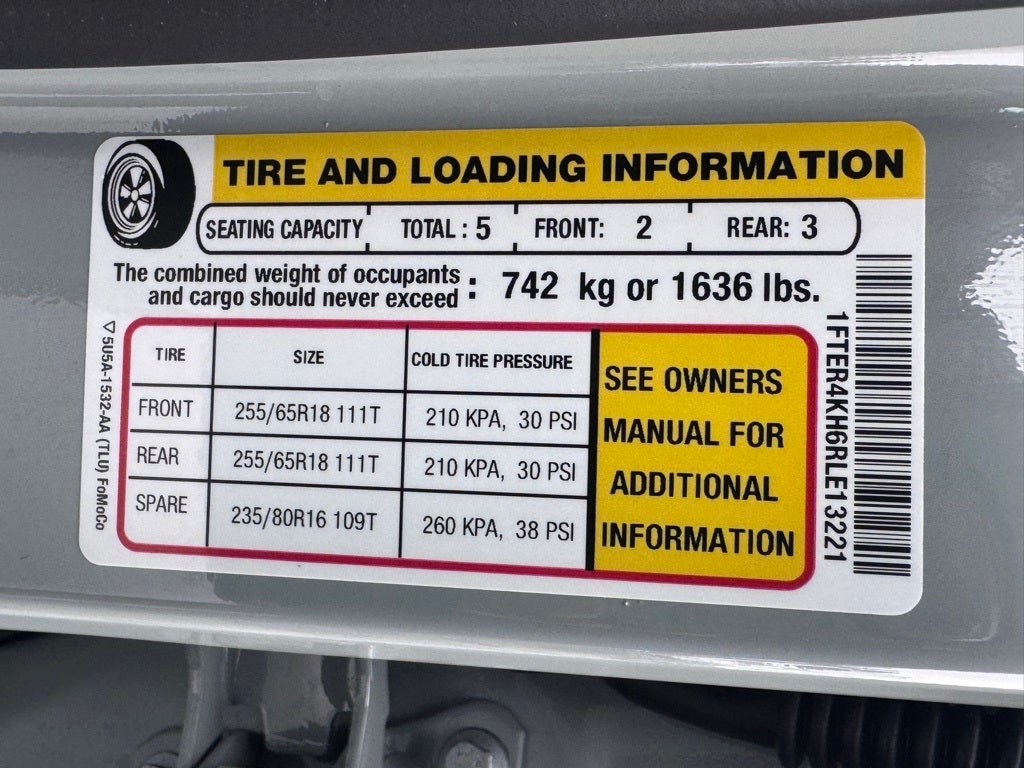 TIRE AND LOADING INFORMATION
SEATING CAPACITY TOTAL : 5 FRONT: 2 REAR: 3
The combined weight of occupants
and cargo should never exceed : 742 kg or 1636 lbs.
TIRE SIZE COLD TIRE PRESSURE
FRONT 255/65R18 111T 210 KPA, 30 PSI
REAR 255/65R18 111T 210 KPA, 30 PSI
SPARE 235/80R16 109T 260 KPA, 38 PSI
SEE OWNERS
MANUAL FOR
ADDITIONAL
INFORMATION
5U5A-1532-AA (TLU) FoMoCo
1FTER4KH6RLE13221